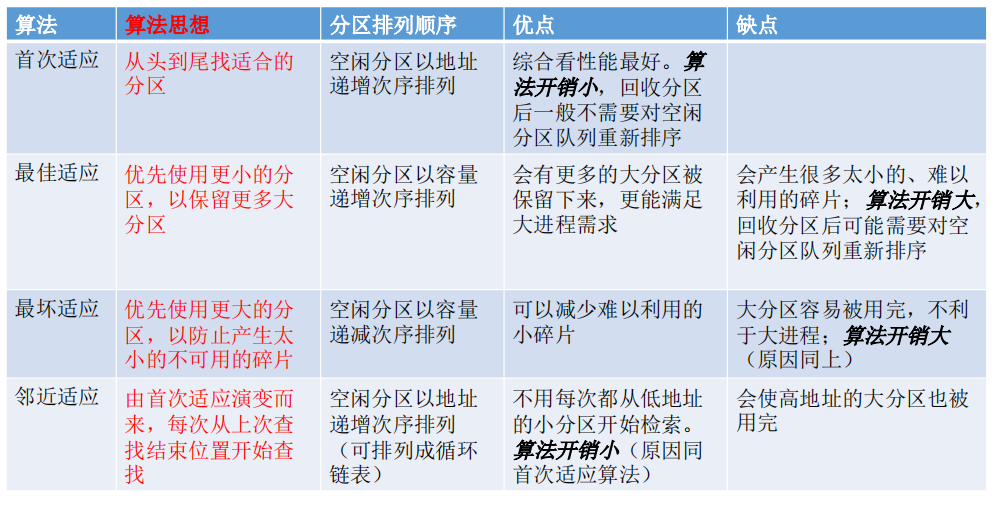 算法 算法思想 分区排列顺序 优点 缺点
首次适应
从头到尾找适合的
分区
空闲分区以地址
递增次序排列
综合看性能最好。算
法开销小，回收分区
后一般不需要对空闲
分区队列重新排序
最佳适应
优先使用更小的分
区，以保留更多大
分区
空闲分区以容量
递增次序排列
会有更多的大分区被
保留下来，更能满足
大进程需求
会产生很多太小的、难以
利用的碎片；算法开销大，
回收分区后可能需要对空
闲分区队列重新排序
最坏适应
优先使用更大的分
区，以防止产生太
小的不可用的碎片
空闲分区以容量
递减次序排列
可以减少难以利用的
小碎片
大分区容易被用完，不利
于大进程；算法开销大
（原因同上）
邻近适应
由首次适应演变而
来，每次从上次查
找结束位置开始查
找
空闲分区以地址
递增次序排列
（可排列成循环
链表）
不用每次都从低地址
的小分区开始检索。
算法开销小（原因同
首次适应算法）
会使高地址的大分区也被
用完